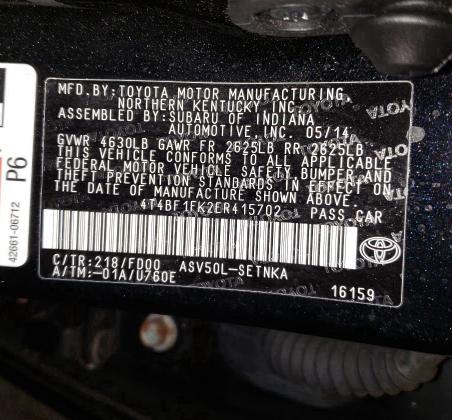 MFD.BY:TOYOTA MOTOR MANUFACTURING,
NORTHERN KENTUCKY INC.
ASSEMBLED BY:SUBARU OF INDIANA
AUTOMOTIVE,INC. 05/14
GVWR 4630LB GAWR FR 2625LB RR 2625LB
THIS VEHICLE CONFORMS TO ALL APPLICABLE
FEDERAL MOTOR VEHICLE SAFETY, BUMPER, AND
THEFT PREVENTION STANDARDS IN EFFECT ON
THE DATE OF MANUFACTURE SHOWN ABOVE.
4T4BF1FK2ER415702 PASS.CAR
C/TR:218/FD00 ASV50L-SETNKA
A/TM:-01A/U760E
16159
P6
42661-06712